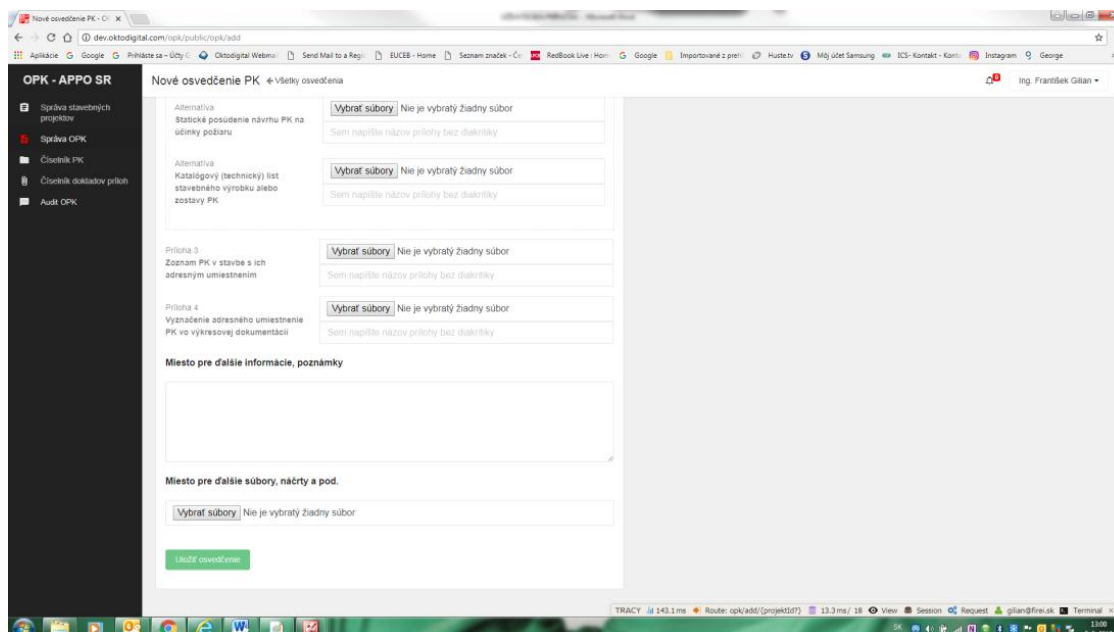 Nové osvedčenie PK - O
dev.oktodigital.com/opk/public/opk/add
Aplikácie Google Prihláste sa – Účty G Oktodigital Webmai Send Mail to a Regis EUCEB - Home Seznam značek - Če RedBook Live : Hom Google Importované z preh Huste.tv Môj účet Samsung ICS- Kontakt - Konta Instagram George
OPK - APPO SR
Nové osvedčenie PK Všetky osvedčenia
Ing. František Gilian
Správa stavebných
projektov
Správa OPK
Číselník PK
Číselník dokladov príloh
Audit OPK
Alternatíva
Statické posúdenie návrhu PK na
účinky požiaru
Vybrať súbory Nie je vybratý žiadny súbor
Sem napíšte názov prílohy bez diakritiky
Alternatíva
Katalógový (technický) list
stavebného výrobku alebo
zostavy PK
Vybrať súbory Nie je vybratý žiadny súbor
Sem napíšte názov prílohy bez diakritiky
Príloha 3
Zoznam PK v stavbe s ich
adresným umiestnením
Vybrať súbory Nie je vybratý žiadny súbor
Sem napíšte názov prílohy bez diakritiky
Príloha 4
Vyznačenie adresného umiestnenie
PK vo výkresovej dokumentácií
Vybrať súbory Nie je vybratý žiadny súbor
Sem napíšte názov prílohy bez diakritiky
Miesto pre ďalšie informácie, poznámky
Miesto pre ďalšie súbory, náčrty a pod.
Vybrať súbory Nie je vybratý žiadny súbor
Uložiť osvedčenie
TRACY 143.1 ms Route: opk/add/{projektId?} 13.3 ms/ 18 View Session Request gilian@firei.sk Terminal ×
SK 13:00